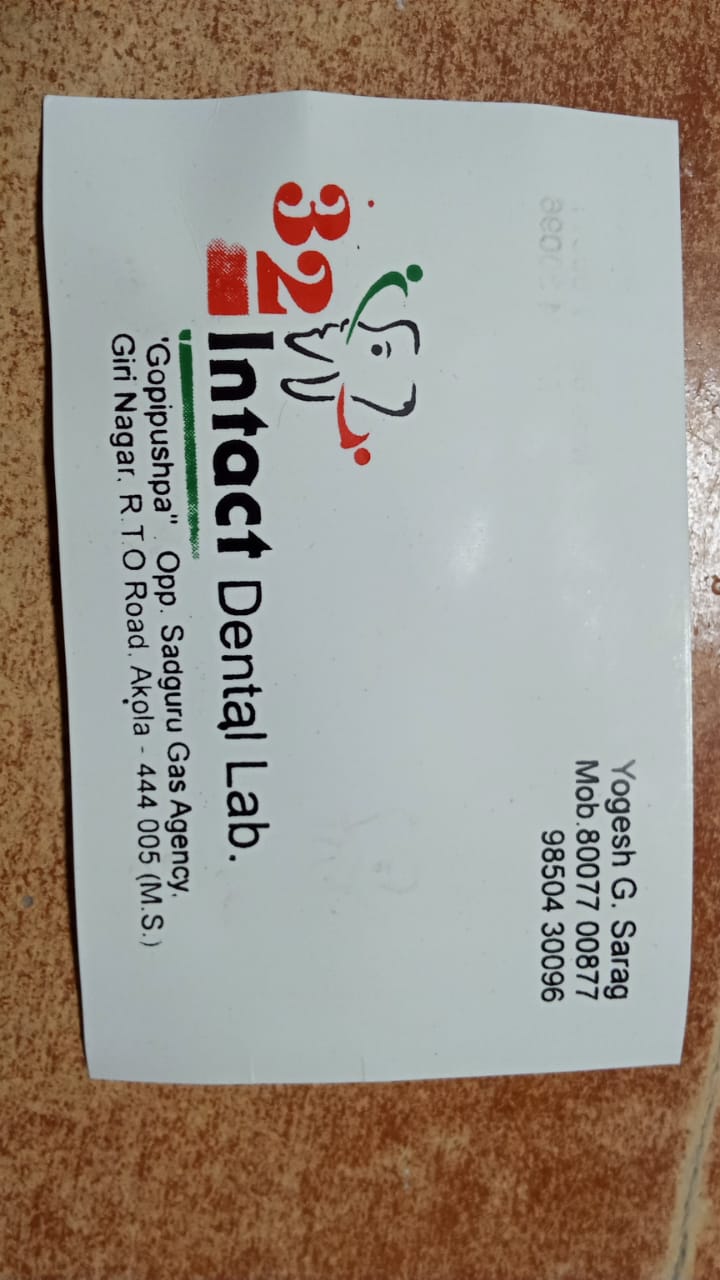 Yogesh G. Sarag
Mob.80077 00877
98504 30096
32
Intact Dental Lab.
'Gopipushpa" . Opp. Sadguru Gas Agency.
Giri Nagar. R.T.O Road. Akola - 444 005 (M.S.)